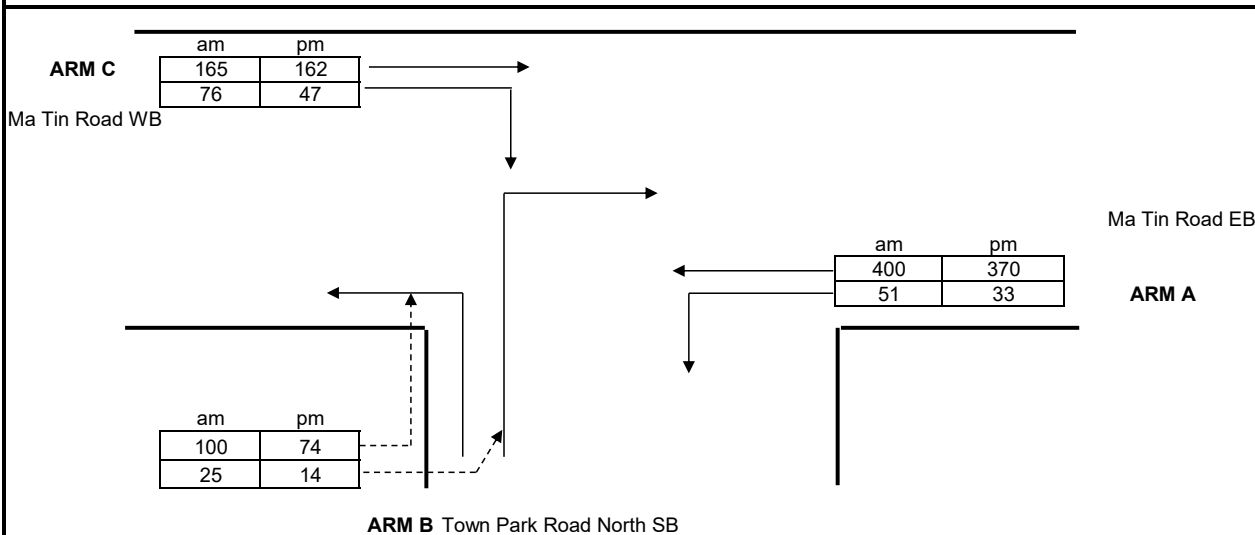 am pm
ARM C 165 162
76 47
Ma Tin Road WB
Ma Tin Road EB
am pm
400 370
51 33 ARM A
am pm
100 74
25 14
ARM B Town Park Road North SB